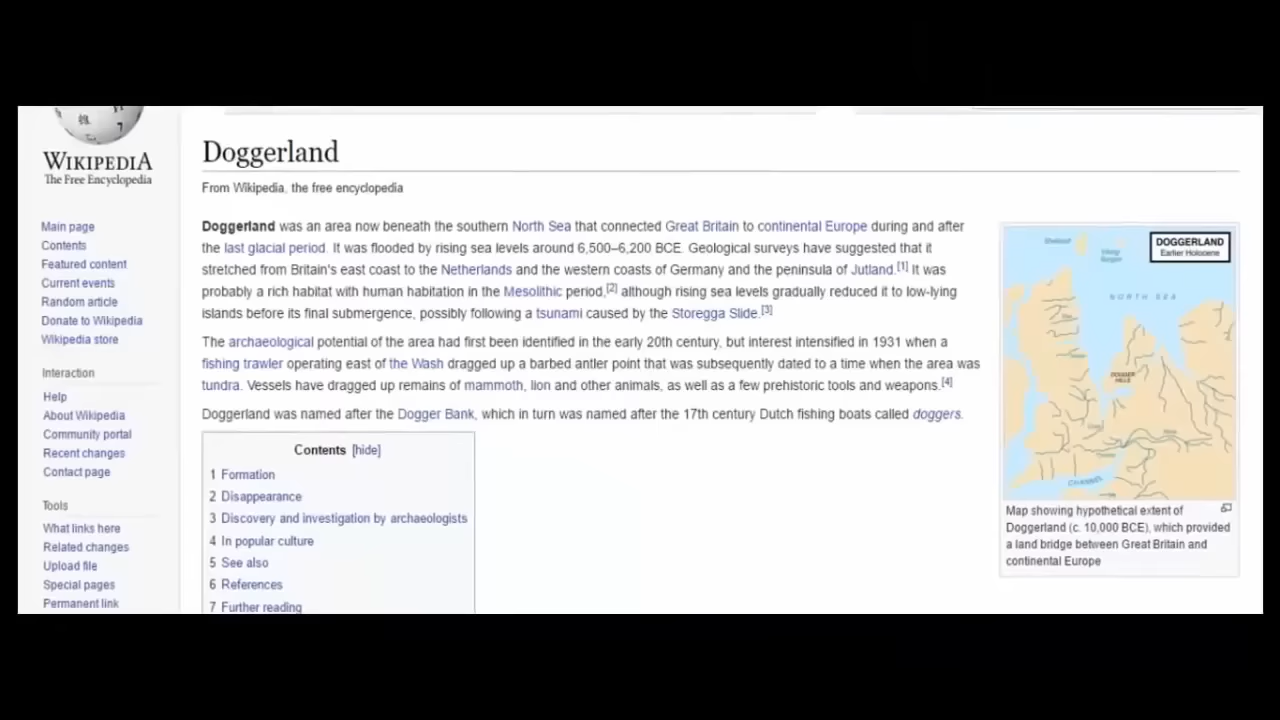 WIKIPEDIA
The Free Encyclopedia
Main page
Contents
Featured content
Current events
Random article
Donate to Wikipedia
Wikipedia store
Interaction
Help
About Wikipedia
Community portal
Recent changes
Contact page
Tools
What links here
Related changes
Upload file
Special pages
Permanent link
Doggerland
From Wikipedia, the free encyclopedia
Doggerland was an area now beneath the southern North Sea that connected Great Britain to continental Europe during and after
the last glacial period. It was flooded by rising sea levels around 6,500–6,200 BCE. Geological surveys have suggested that it
stretched from Britain's east coast to the Netherlands and the western coasts of Germany and the peninsula of Jutland.[1] It was
probably a rich habitat with human habitation in the Mesolithic period,[2] although rising sea levels gradually reduced it to low-lying
islands before its final submergence, possibly following a tsunami caused by the Storegga Slide.[3]
The archaeological potential of the area had first been identified in the early 20th century, but interest intensified in 1931 when a
fishing trawler operating east of the Wash dragged up a barbed antler point that was subsequently dated to a time when the area was
tundra. Vessels have dragged up remains of mammoth, lion and other animals, as well as a few prehistoric tools and weapons.[4]
Doggerland was named after the Dogger Bank, which in turn was named after the 17th century Dutch fishing boats called doggers.
Contents [hide]
1 Formation
2 Disappearance
3 Discovery and investigation by archaeologists
4 In popular culture
5 See also
6 References
7 Further reading
DOGGERLAND
Earlier Holocene
NORTH SEA
DOGGER
HILLS
CHANNEL
Map showing hypothetical extent of
Doggerland (c. 10,000 BCE), which provided
a land bridge between Great Britain and
continental Europe